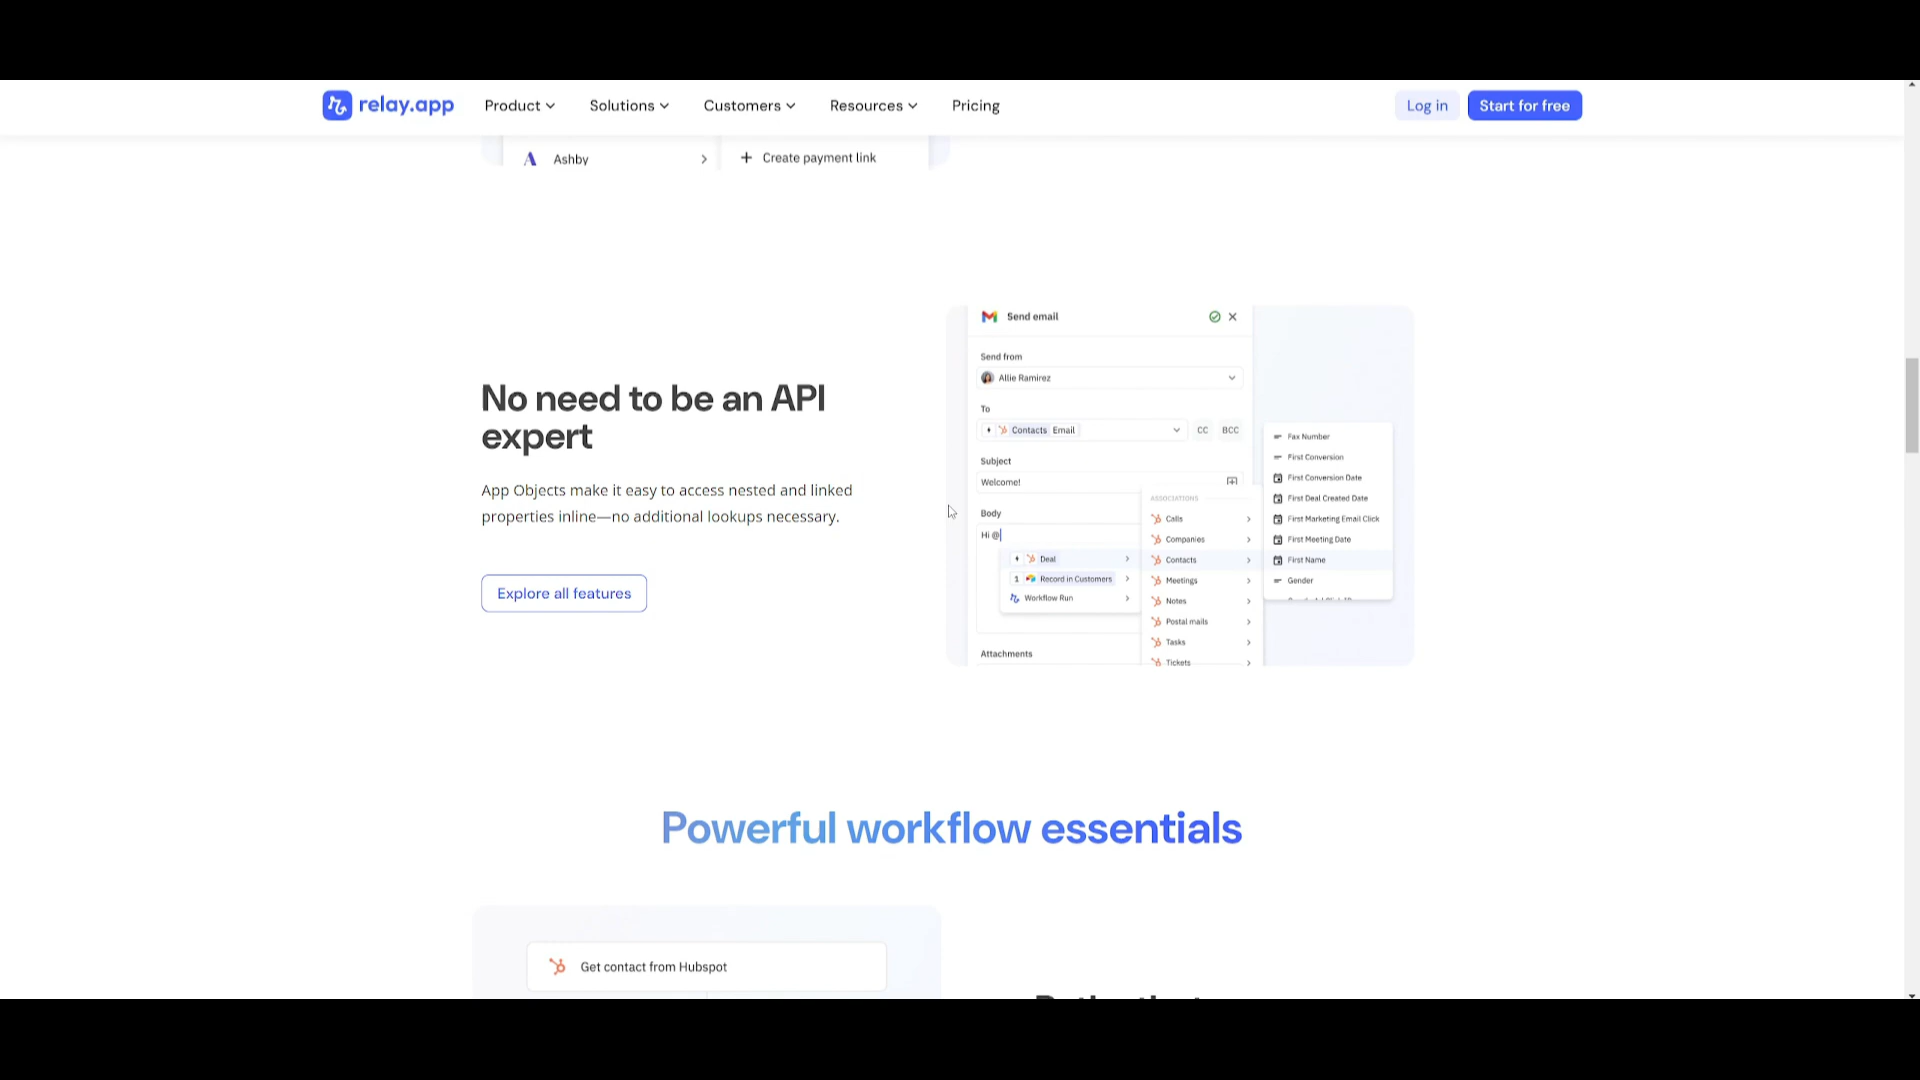 relay.app
Product
Solutions
Customers
Resources
Pricing
Log in
Start for free
Ashby
+ Create payment link
No need to be an API
expert
App Objects make it easy to access nested and linked
properties inline—no additional lookups necessary.
Explore all features
Send email
Send from
Allie Ramirez
To
Contacts Email
CC
BCC
Subject
Welcome!
Body
Hi @
Deal
1 Record in Customers
Workflow Run
Attachments
ASSOCIATIONS
Calls
Companies
Contacts
Meetings
Notes
Postal mails
Tasks
Tickets
Fax Number
First Conversion
First Conversion Date
First Deal Created Date
First Marketing Email Click
First Meeting Date
First Name
Gender
Powerful workflow essentials
Get contact from Hubspot